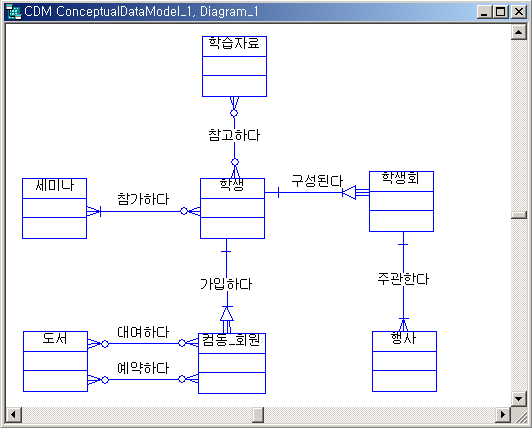 CDM ConceptualDataModel_1, Diagram_1
학습자료
참고하다
세미나
참가하다
학생
구성된다
학생회
가입하다
주관한다
도서
대여하다
예약하다
컴동_회원
행사